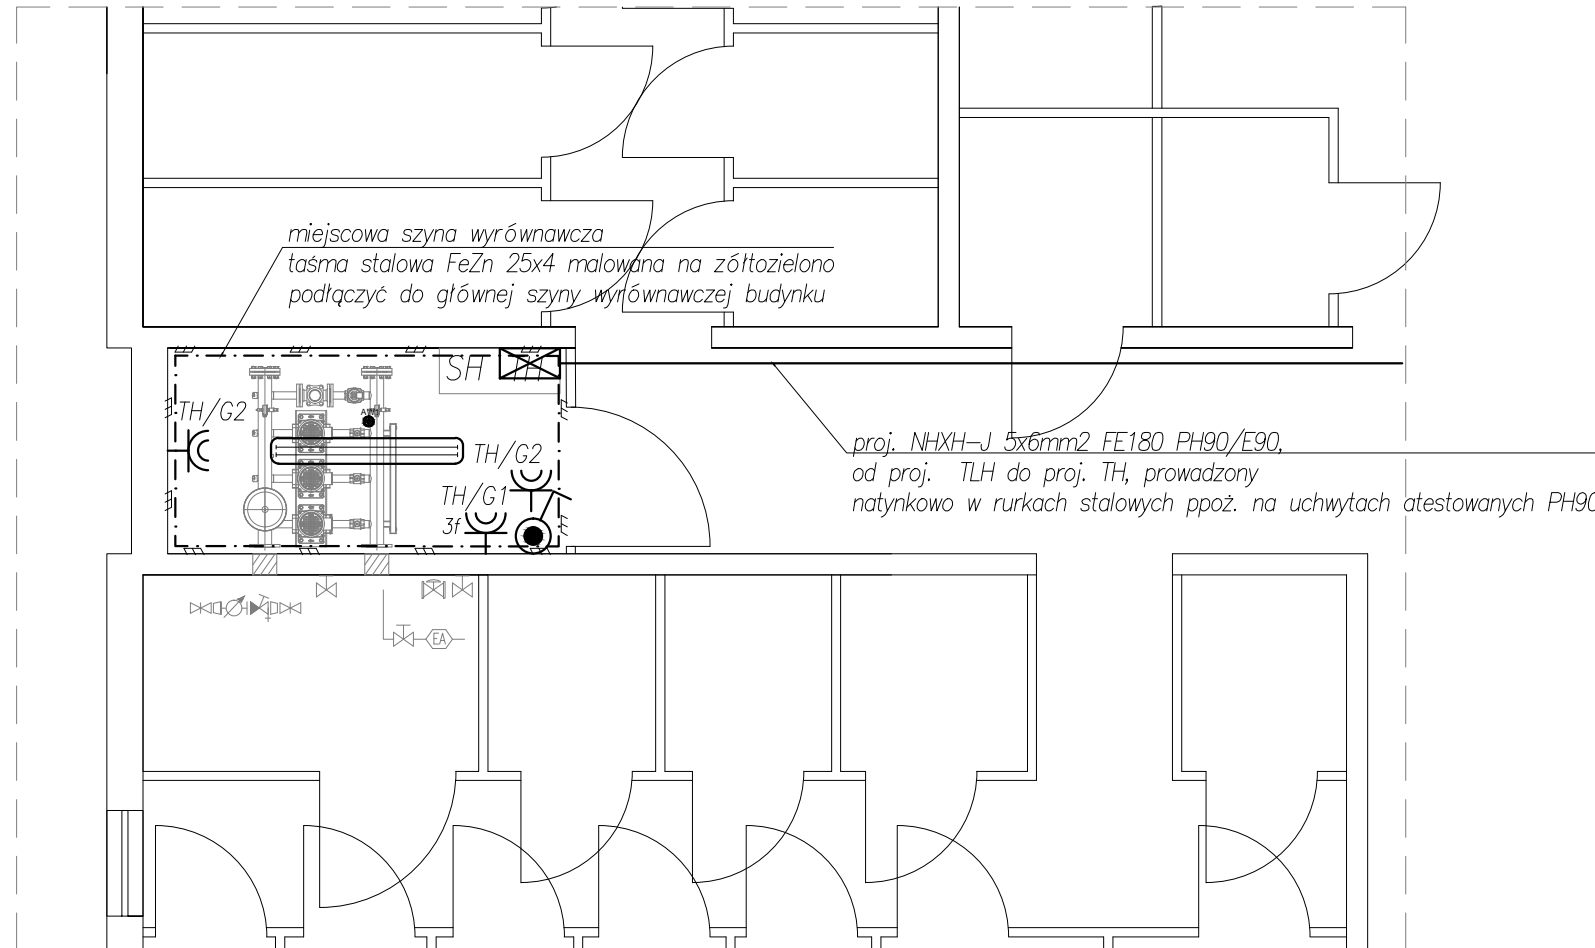 miejscowa szyna wyrównawcza
taśma stalowa FeZn 25x4 malowana na zółtozielono
podłączyć do głównej szyny wyrównawczej budynku
SH TH
TH/G2
TH/G2
TH/G1
3f
proj. NHXH-J 5x6mm2 FE180 PH90/E90,
od proj. TLH do proj. TH, prowadzony
natynkowo w rurkach stalowych ppoż. na uchwytach atestowanych PH90
EA